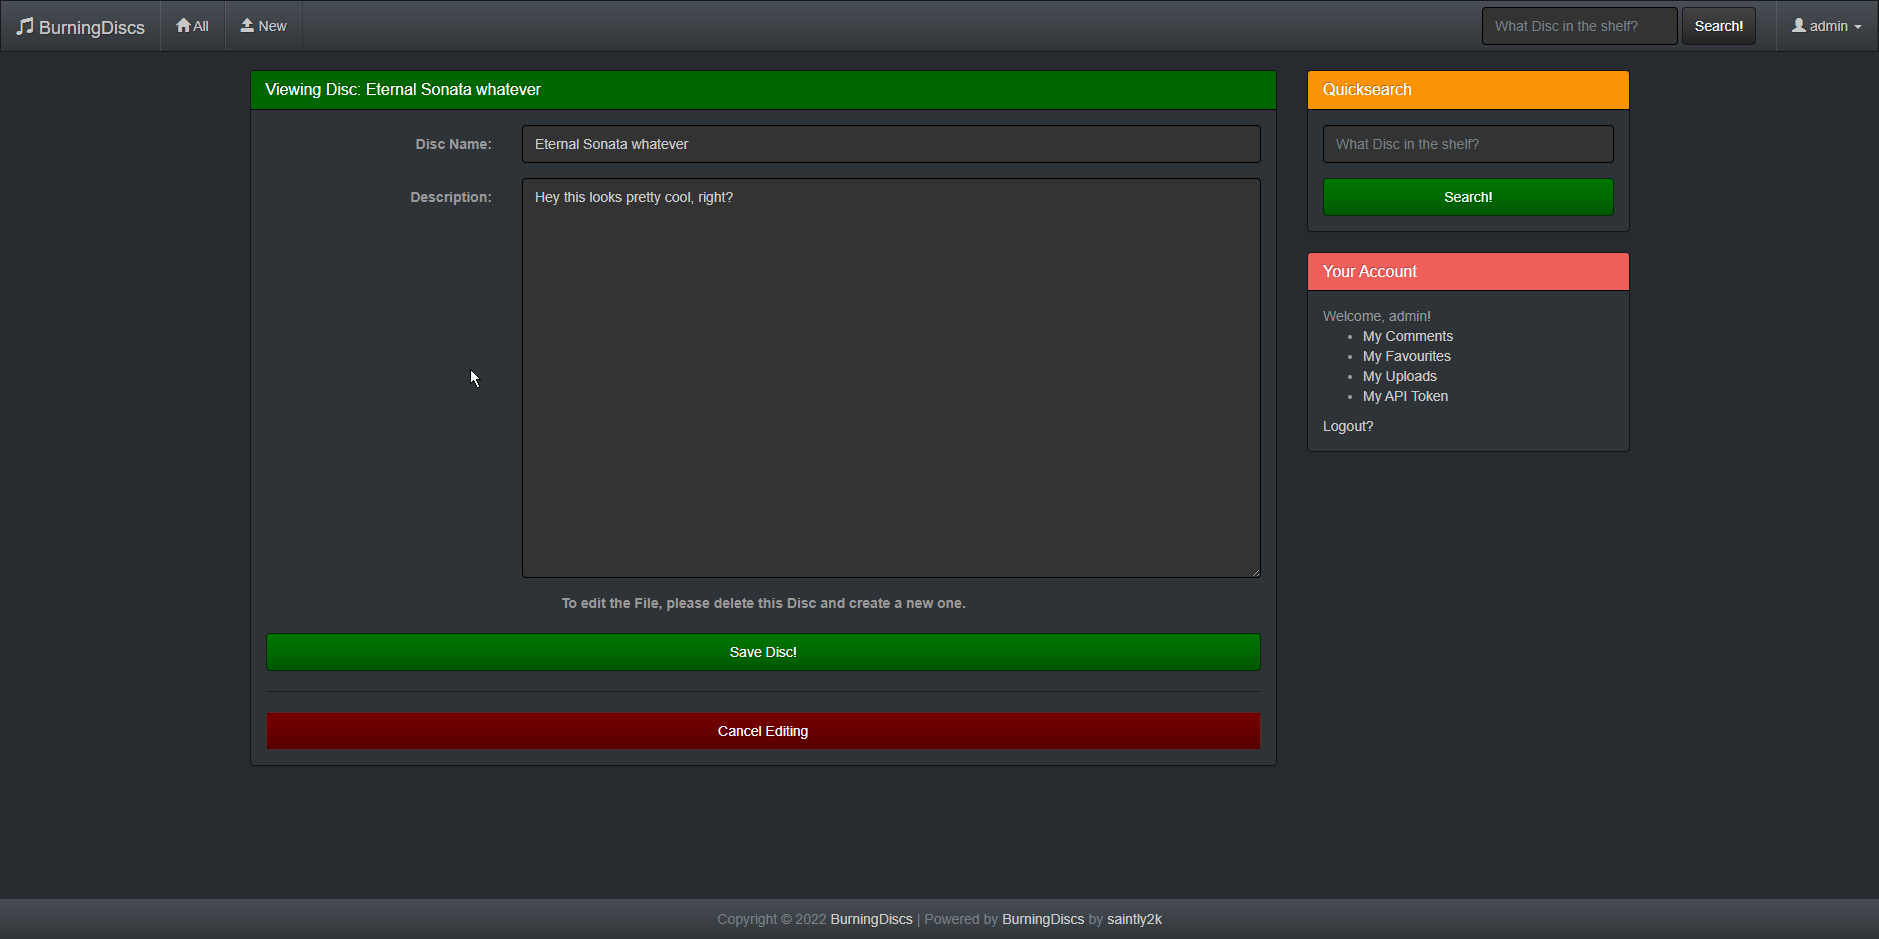 BurningDiscs All New What Disc in the shelf? Search! admin
Viewing Disc: Eternal Sonata whatever
Disc Name: Eternal Sonata whatever
Description: Hey this looks pretty cool, right?
To edit the File, please delete this Disc and create a new one.
Save Disc!
Cancel Editing
Quicksearch
What Disc in the shelf?
Search!
Your Account
Welcome, admin!
My Comments
My Favourites
My Uploads
My API Token
Logout?
Copyright © 2022 BurningDiscs | Powered by BurningDiscs by saintly2k